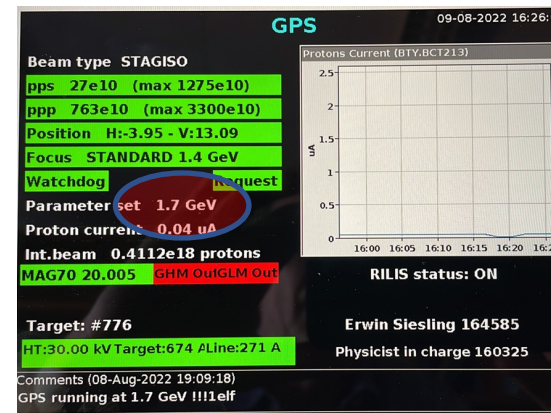 GPS
09-08-2022 16:26:
Beam type STAGISO
pps 27e10 (max 1275e10)
ppp 763e10 (max 3300e10)
Position H:-3.95 - V:13.09
Focus STANDARD 1.4 GeV
Watchdog Request
Parameter set 1.7 GeV
Proton current 0.04 uA
Int.beam 0.4112e18 protons
MAG70 20.005 GHM Out GLM Out
Target: #776
HT:30.00 kV Target:674 A Line:271 A
Comments (08-Aug-2022 19:09:18)
GPS running at 1.7 GeV !!!1elf
Protons Current (BTY.BCT213)
2.5
2
1.5
uA
1
0.5
0
16:00 16:05 16:10 16:15 16:20 16:2
RILIS status: ON
Erwin Siesling 164585
Physicist in charge 160325